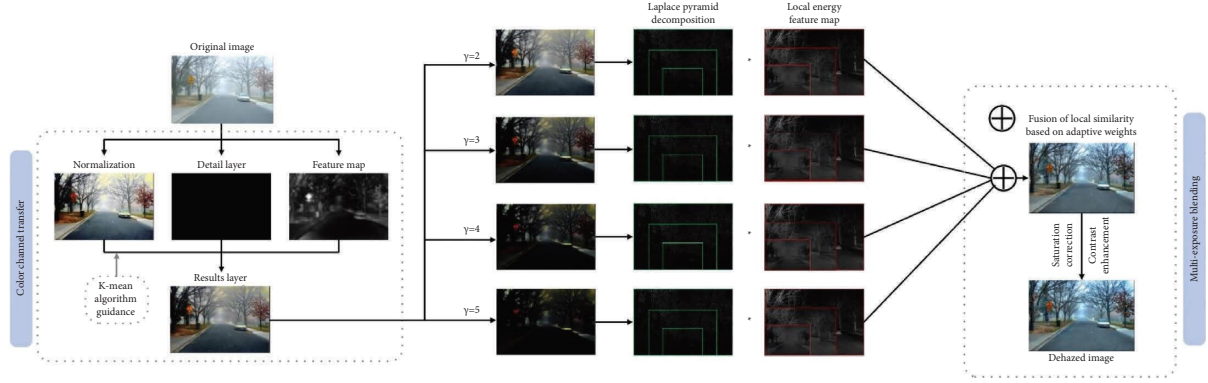 Original image
Color channel transfer
Normalization
Detail layer
Feature map
K-mean
algorithm
guidance
Results layer
γ=2
γ=3
γ=4
γ=5
Laplace pyramid
decomposition
Local energy
feature map
Fusion of local similarity
based on adaptive weights
Saturation
correction
Contrast
enhancement
Dehazed image
Multi-exposure blending